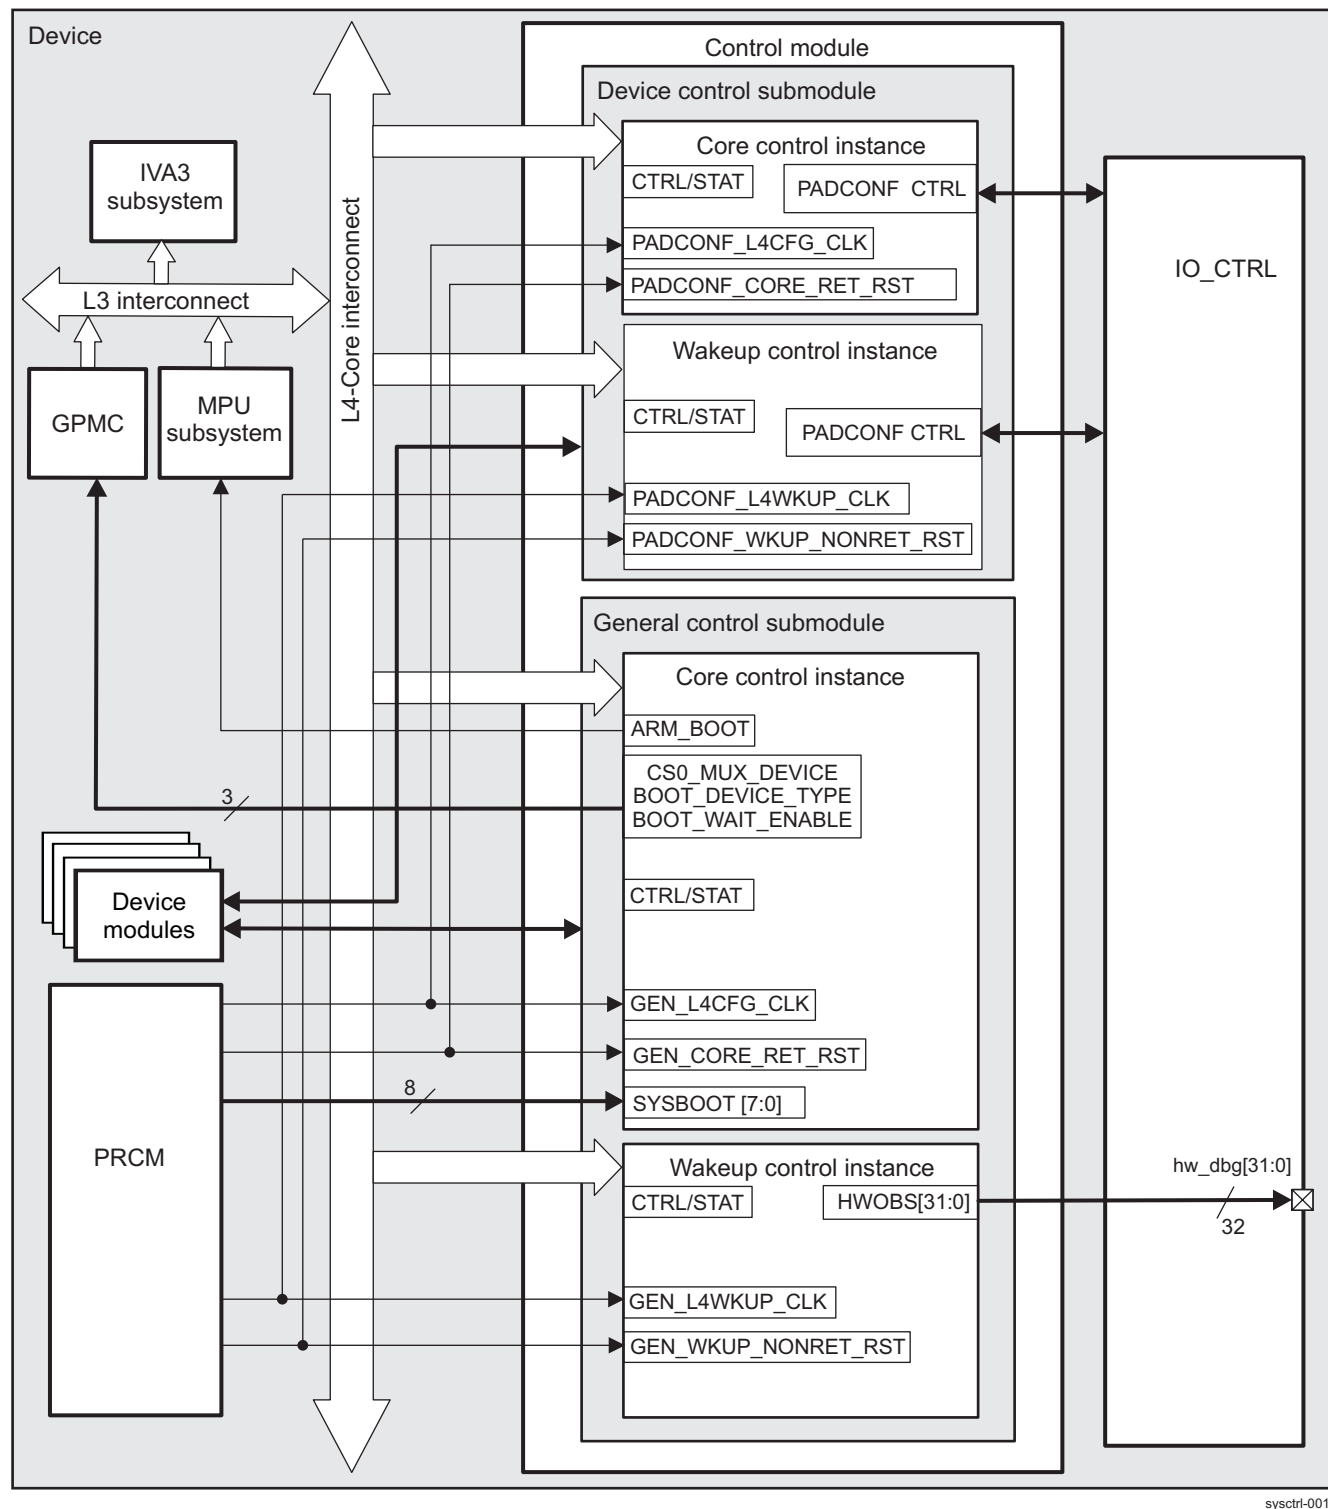 Device
Control module
Device control submodule
Core control instance
CTRL/STAT
PADCONF CTRL
PADCONF_L4CFG_CLK
PADCONF_CORE_RET_RST
IVA3
subsystem
L3 interconnect
L4-Core interconnect
GPMC
MPU
subsystem
IO_CTRL
Wakeup control instance
CTRL/STAT
PADCONF CTRL
PADCONF_L4WKUP_CLK
PADCONF_WKUP_NONRET_RST
General control submodule
Core control instance
ARM_BOOT
CS0_MUX_DEVICE
BOOT_DEVICE_TYPE
BOOT_WAIT_ENABLE
3
CTRL/STAT
Device
modules
GEN_L4CFG_CLK
GEN_CORE_RET_RST
8
SYSBOOT [7:0]
PRCM
Wakeup control instance
CTRL/STAT
HWOBS[31:0]
hw_dbg[31:0]
32
GEN_L4WKUP_CLK
GEN_WKUP_NONRET_RST
sysctrl-001